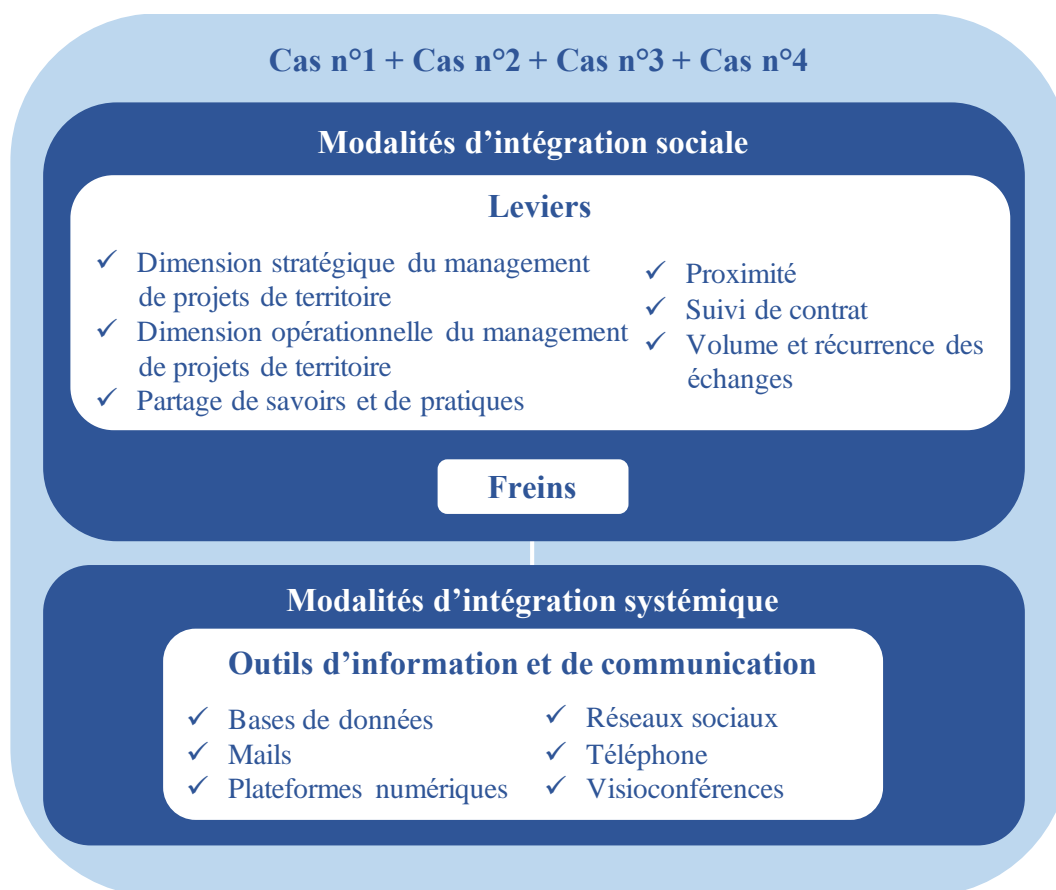 Cas n°1 + Cas n°2 + Cas n°3 + Cas n°4
Modalités d’intégration sociale
Leviers
✓ Dimension stratégique du management
de projets de territoire
✓ Dimension opérationnelle du management
de projets de territoire
✓ Partage de savoirs et de pratiques
✓ Proximité
✓ Suivi de contrat
✓ Volume et récurrence des
échanges
Freins
Modalités d’intégration systémique
Outils d’information et de communication
✓ Bases de données
✓ Mails
✓ Plateformes numériques
✓ Réseaux sociaux
✓ Téléphone
✓ Visioconférences